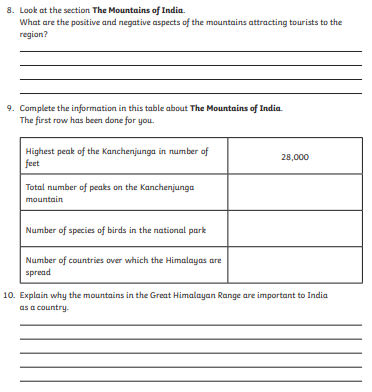 8. Look at the section The Mountains of India.
What are the positive and negative aspects of the mountains attracting tourists to the
region?
9. Complete the information in this table about The Mountains of India.
The first row has been done for you.
Highest peak of the Kanchenjunga in number of
feet
28,000
Total number of peaks on the Kanchenjunga
mountain
Number of species of birds in the national park
Number of countries over which the Himalayas are
spread
10. Explain why the mountains in the Great Himalayan Range are important to India
as a country.